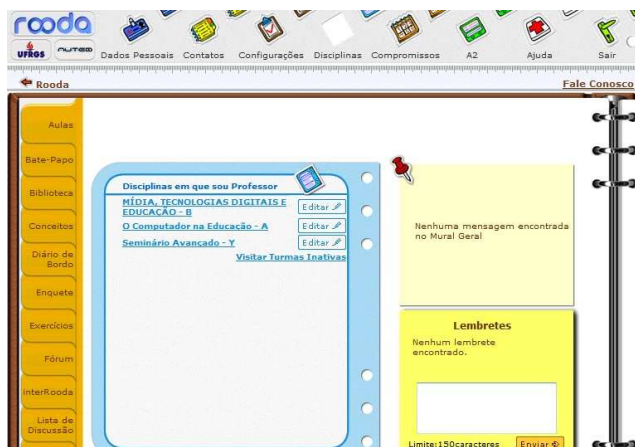 rooda
UFRGS NUTED
Dados Pessoais Contatos Configurações Disciplinas Compromissos A2 Ajuda Sair
Rooda Fale Conosco
Aulas
Bate-Papo
Biblioteca
Conceitos
Diário de
Bordo
Enquete
Exercícios
Fórum
InterRooda
Lista de
Discussão
Disciplinas em que sou Professor
MÍDIA, TECNOLOGIAS DIGITAIS E
EDUCAÇÃO - B Editar
O Computador na Educação - A Editar
Seminário Avançado - Y Editar
Visitar Turmas Inativas
Nenhuma mensagem encontrada
no Mural Geral
Lembretes
Nenhum lembrete
encontrado.
Limite:150caracteres Enviar